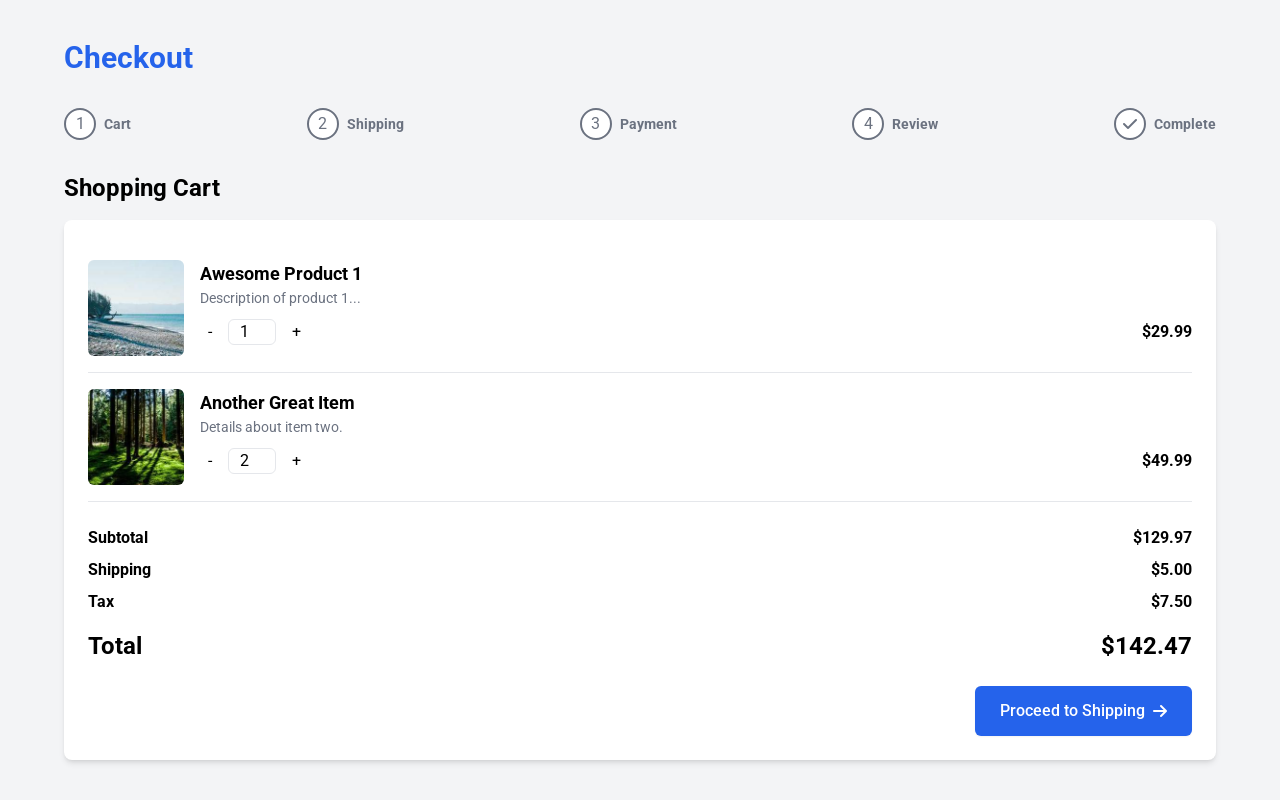 Checkout
1 Cart 2 Shipping 3 Payment 4 Review Complete
Shopping Cart
Awesome Product 1
Description of product 1...
- 1 + $29.99
Another Great Item
Details about item two.
- 2 + $49.99
Subtotal $129.97
Shipping $5.00
Tax $7.50
Total $142.47
Proceed to Shipping →